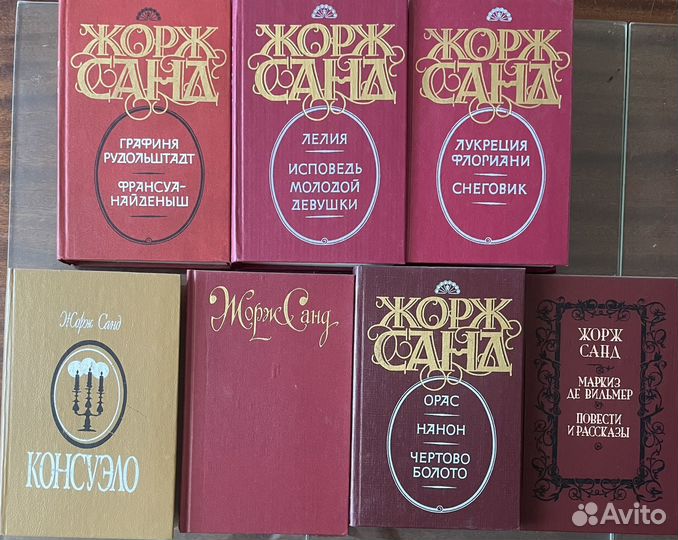 ЖОРЖ
САНД
ГРАФИНЯ
РУДОЛЬШТАДТ
ФРАНСУА-
НАЙДЕНЫШ
ЖОРЖ
САНД
ЛЕЛИЯ
ИСПОВЕДЬ
МОЛОДОЙ
ДЕВУШКИ
ЖОРЖ
САНД
ЛУКРЕЦИЯ
ФЛОРИАНИ
СНЕГОВИК
Жорж Санд
КОНСУЭЛО
Жорж Санд
ЖОРЖ
САНД
ОРАС
НАНОН
ЧЕРТОВО
БОЛОТО
ЖОРЖ
САНД
МАРКИЗ
ДЕ ВИЛЬМЕР
ПОВЕСТИ
И РАССКАЗЫ
Avito